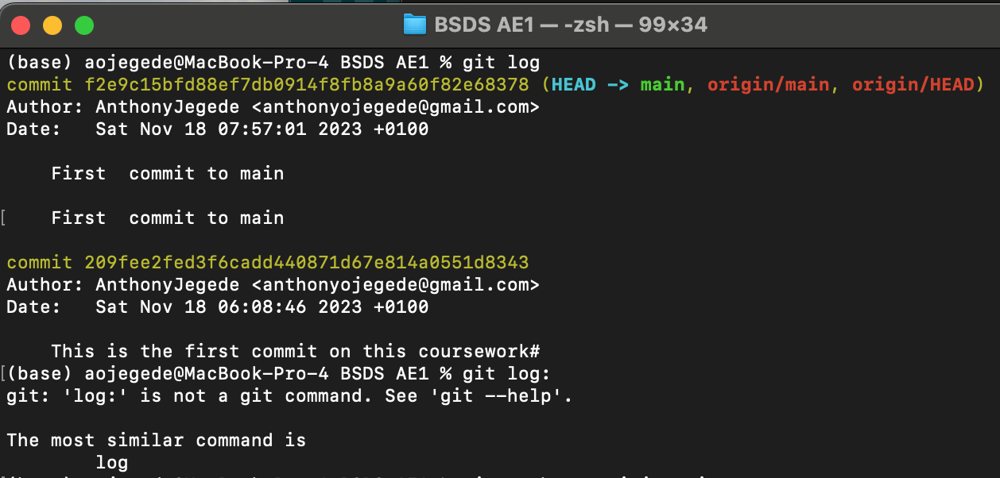 BSDS AE1 — -zsh — 99×34
(base) aojegede@MacBook-Pro-4 BSDS AE1 % git log
commit f2e9c15bfd88ef7db0914f8fb8a9a60f82e68378 (HEAD -> main, origin/main, origin/HEAD)
Author: AnthonyJegede <anthonyojegede@gmail.com>
Date:   Sat Nov 18 07:57:01 2023 +0100
First  commit to main
[    First  commit to main
commit 209fee2fed3f6cadd440871d67e814a0551d8343
Author: AnthonyJegede <anthonyojegede@gmail.com>
Date:   Sat Nov 18 06:08:46 2023 +0100
This is the first commit on this coursework#
[(base) aojegede@MacBook-Pro-4 BSDS AE1 % git log:
git: 'log:' is not a git command. See 'git --help'.
The most similar command is
log